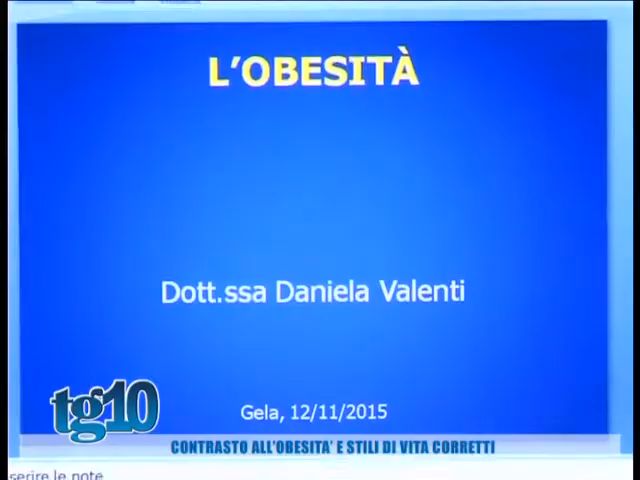 L'OBESITÀ
Dott.ssa Daniela Valenti
Gela, 12/11/2015
tg10
CONTRASTO ALL'OBESITA' E STILI DI VITA CORRETTI
serire le note